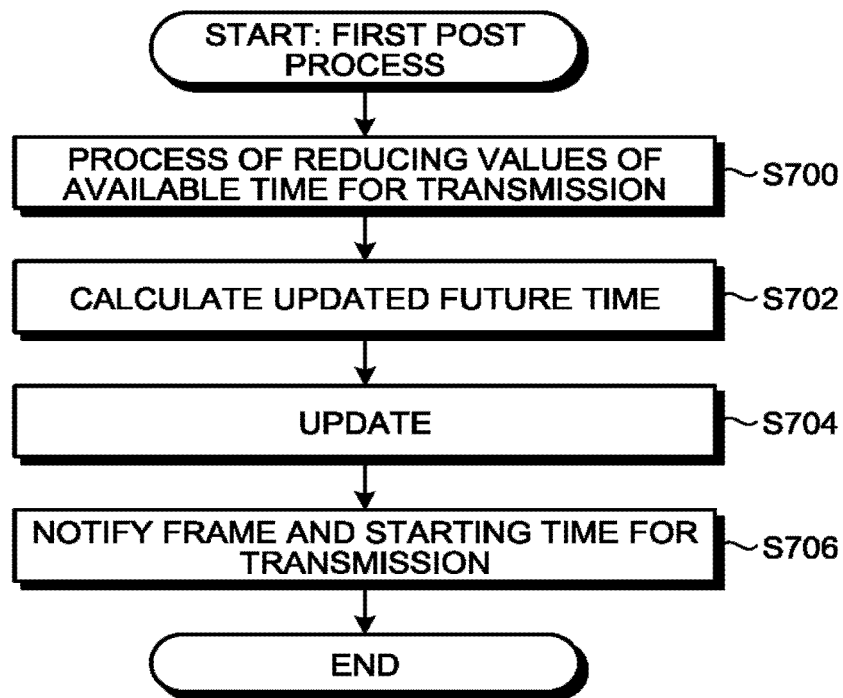 START: FIRST POST
PROCESS
PROCESS OF REDUCING VALUES OF
AVAILABLE TIME FOR TRANSMISSION
S700
CALCULATE UPDATED FUTURE TIME
S702
UPDATE
S704
NOTIFY FRAME AND STARTING TIME FOR
TRANSMISSION
S706
END